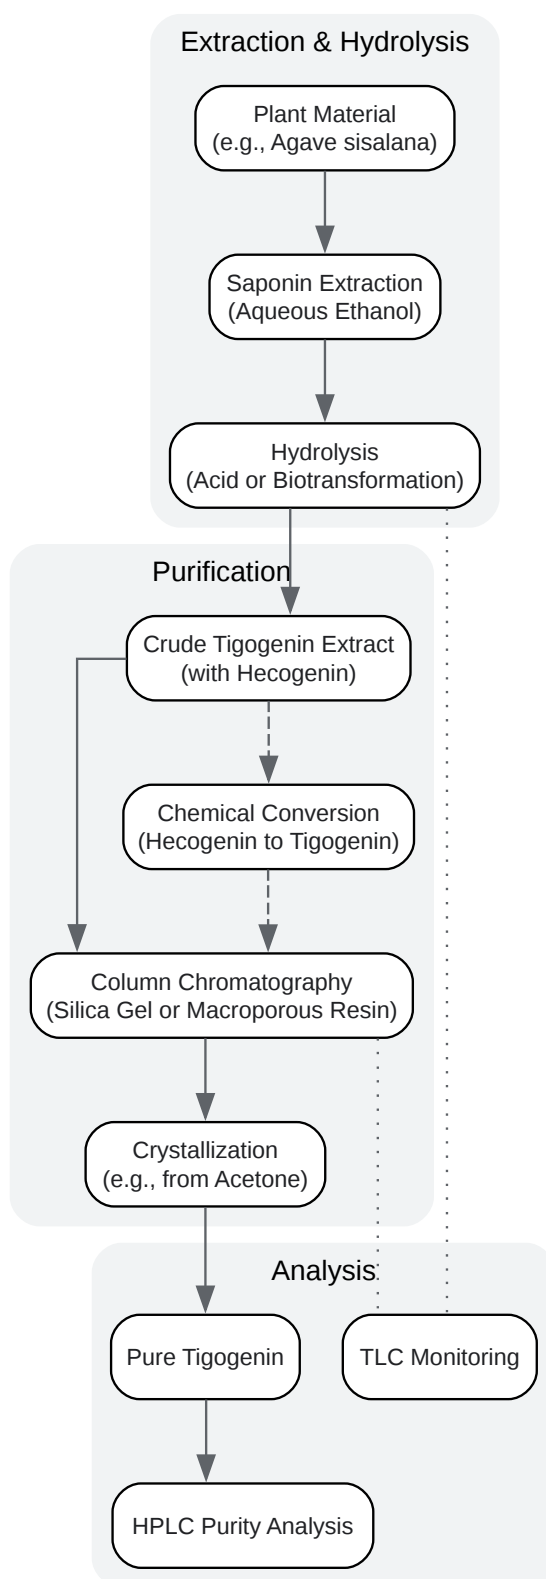 Extraction & Hydrolysis
Plant Material
(e.g., Agave sisalana)
Saponin Extraction
(Aqueous Ethanol)
Hydrolysis
(Acid or Biotransformation)
Purification
Crude Tigogenin Extract
(with Hecogenin)
Chemical Conversion
(Hecogenin to Tigogenin)
Column Chromatography
(Silica Gel or Macroporous Resin)
Crystallization
(e.g., from Acetone)
Analysis
Pure Tigogenin
TLC Monitoring
HPLC Purity Analysis